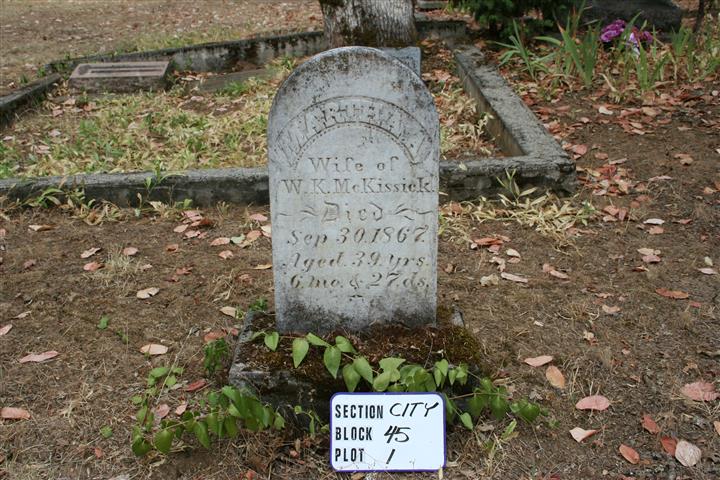 Wife of
W. K. McKissick.
Died
Sep 30, 1867.
Aged 39 yrs.
6 mo. & 27 ds.
SECTION CITY
BLOCK 45
PLOT 1